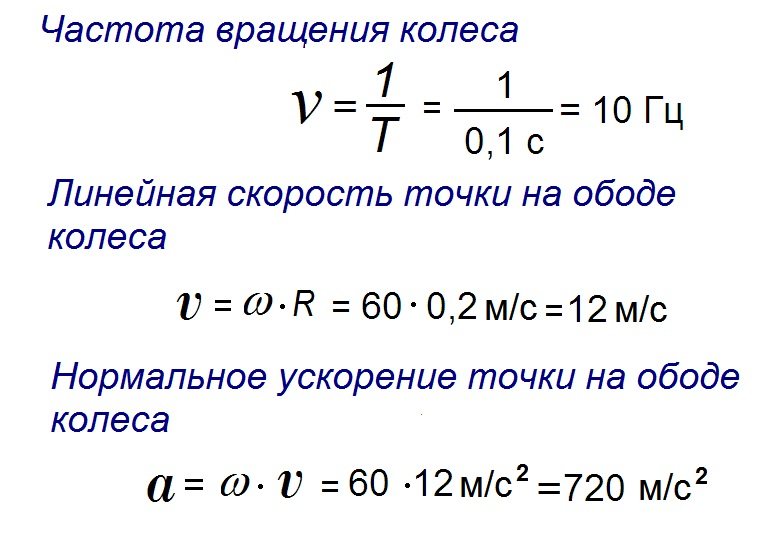 Частота вращения колеса
ν = 1/T = 1/0,1 с = 10 Гц
Линейная скорость точки на ободе
колеса
v = ω · R = 60 · 0,2 м/с = 12 м/с
Нормальное ускорение точки на ободе
колеса
a = ω · v = 60 · 12 м/с² = 720 м/с²